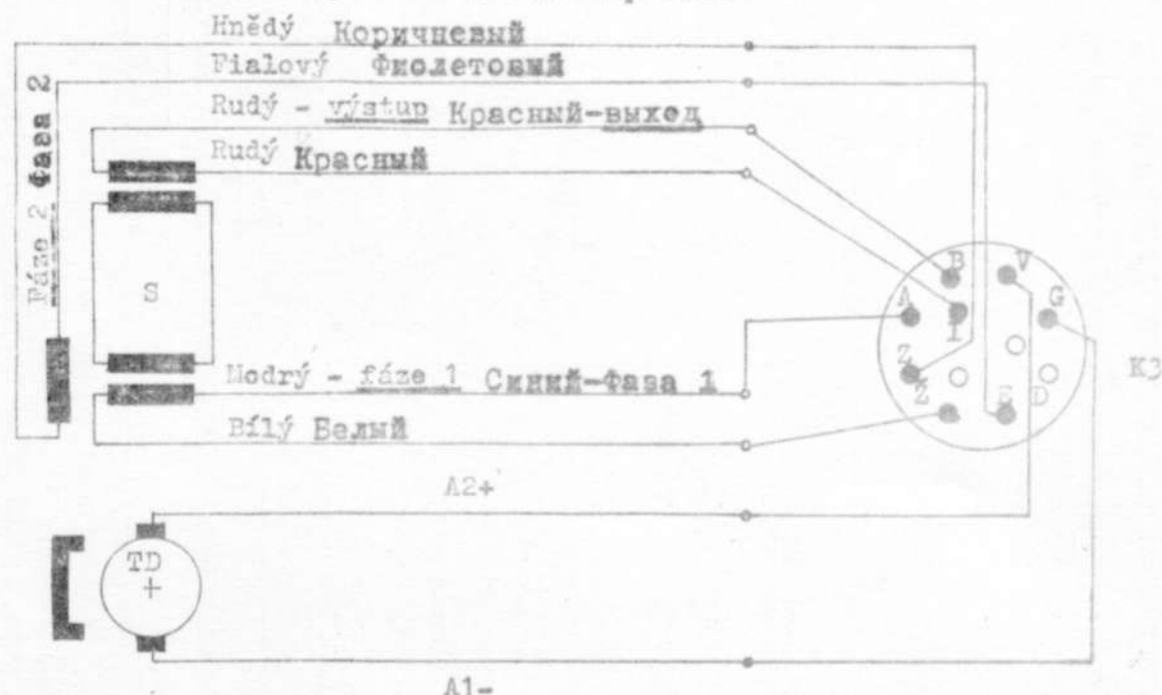 Hnědý Коричневый
Fialový Фиолетовый
Rudý - výstup Красный-выход
Rudý Красный
Fáze 2 Фаза 2
S
B
V
A
G
I
Z
K3
Ž
E
D
Modrý - fáze 1 Синий-Фаза 1
Bílý Белый
A2+
TD
+
A1-